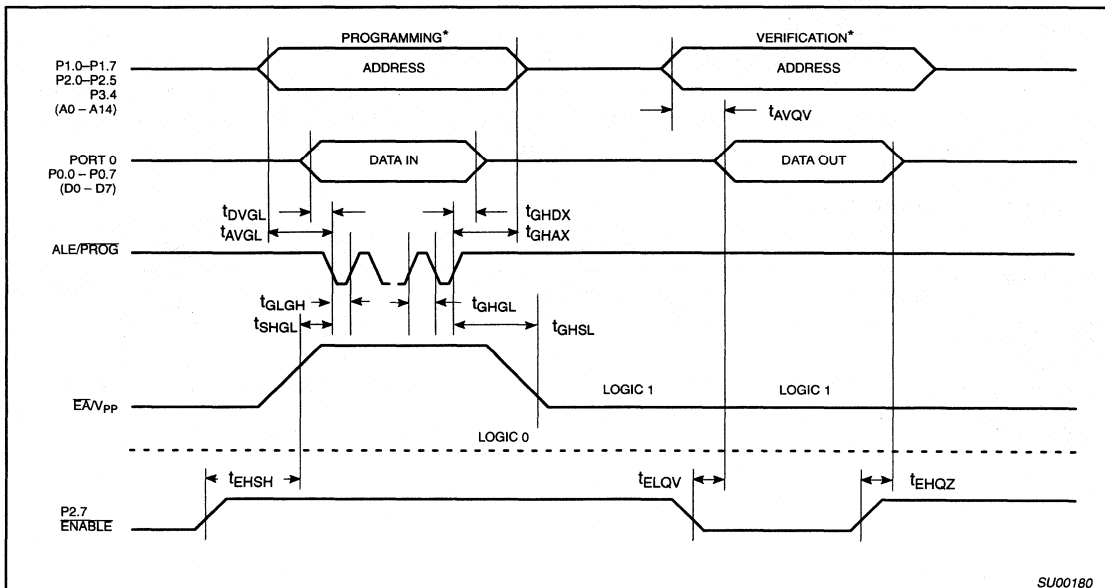 PROGRAMMING*
VERIFICATION*
P1.0–P1.7
P2.0–P2.5
P3.4
(A0 – A14)
ADDRESS
ADDRESS
tAVQV
PORT 0
P0.0 – P0.7
(D0 – D7)
DATA IN
DATA OUT
tDVGL
tGHDX
tAVGL
tGHAX
ALE/PROG
tGLGH
tGHGL
tSHGL
tGHSL
LOGIC 1
LOGIC 1
EA/VPP
LOGIC 0
tEHSH
tELQV
tEHQZ
P2.7
ENABLE
SU00180